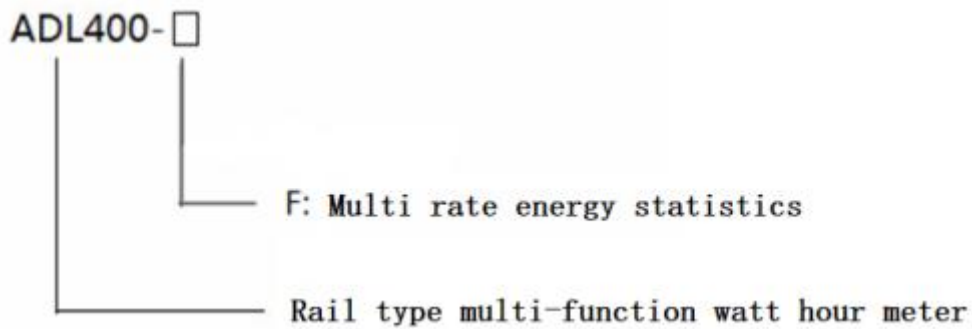 ADL400-□
F: Multi rate energy statistics
Rail type multi-function watt hour meter